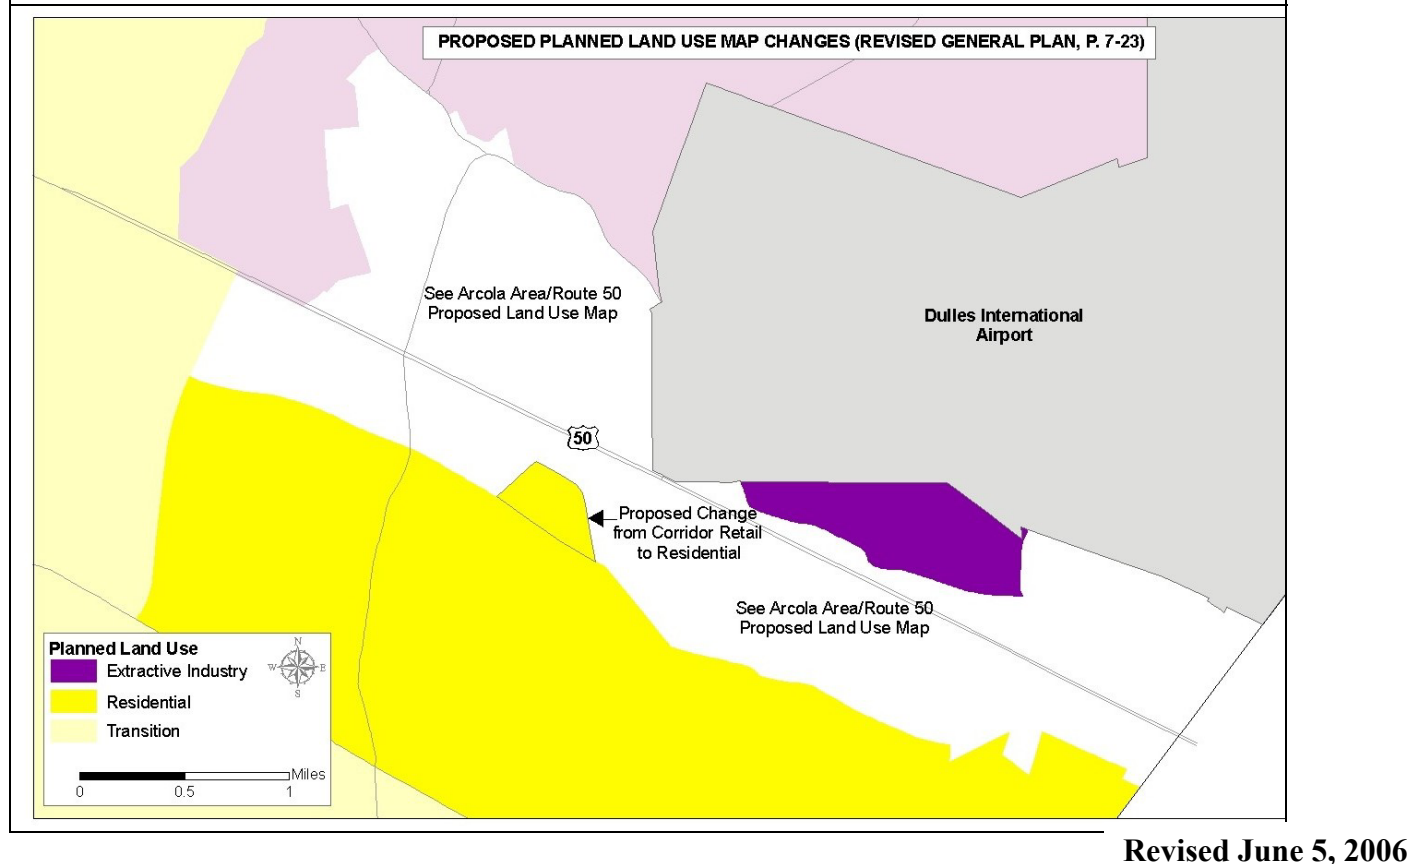 PROPOSED PLANNED LAND USE MAP CHANGES (REVISED GENERAL PLAN, P. 7-23)
See Arcola Area/Route 50
Proposed Land Use Map
Dulles International
Airport
50
Proposed Change
from Corridor Retail
to Residential
See Arcola Area/Route 50
Proposed Land Use Map
Planned Land Use
N
W
E
S
Extractive Industry
Residential
Transition
Miles
0 0.5 1
Revised June 5, 2006